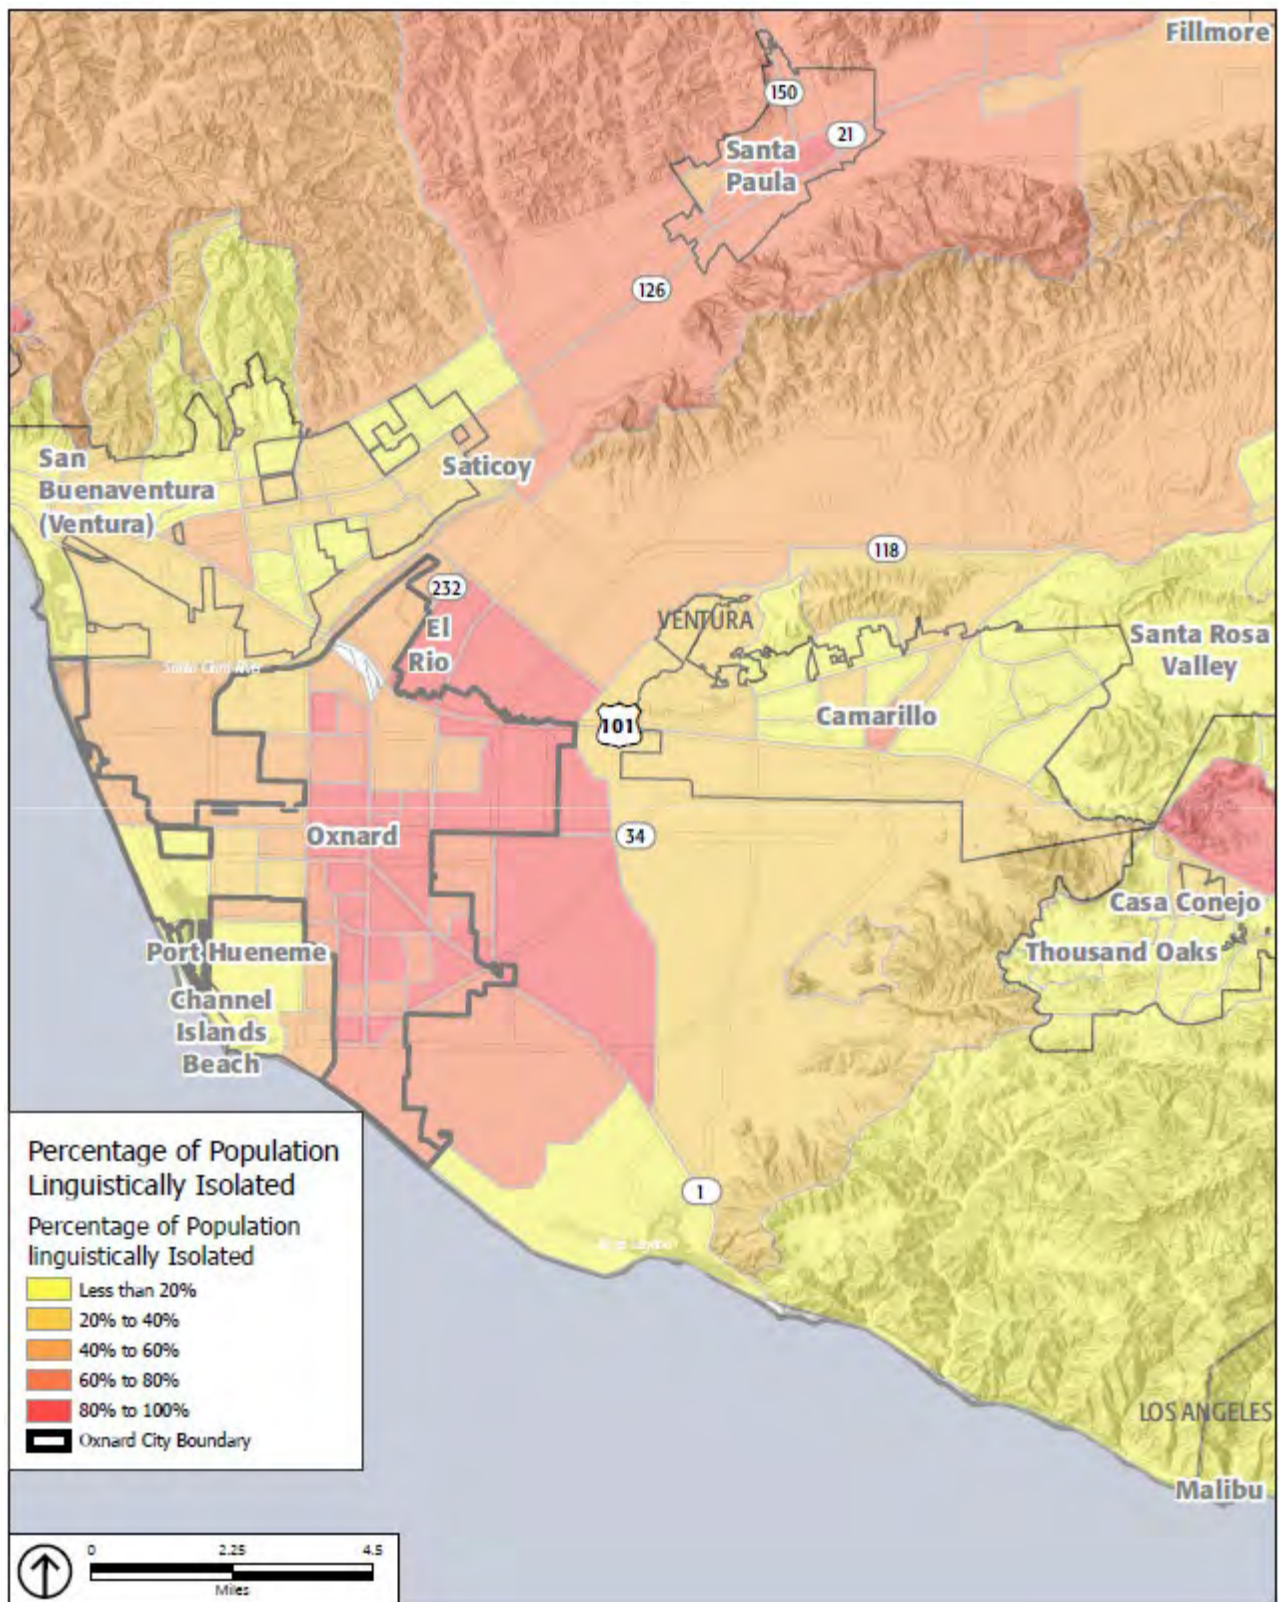 Fillmore
150
21
Santa
Paula
126
San
Buenaventura
(Ventura)
Saticoy
118
232
El
Rio
VENTURA
Santa Rosa
Valley
Santa Clara River
101
Camarillo
Oxnard
34
Casa Conejo
Port Hueneme
Thousand Oaks
Channel
Islands
Beach
1
LOS ANGELES
Malibu
Percentage of Population
Linguistically Isolated
Percentage of Population
linguistically Isolated
Less than 20%
20% to 40%
40% to 60%
60% to 80%
80% to 100%
Oxnard City Boundary
0 2.25 4.5
Miles